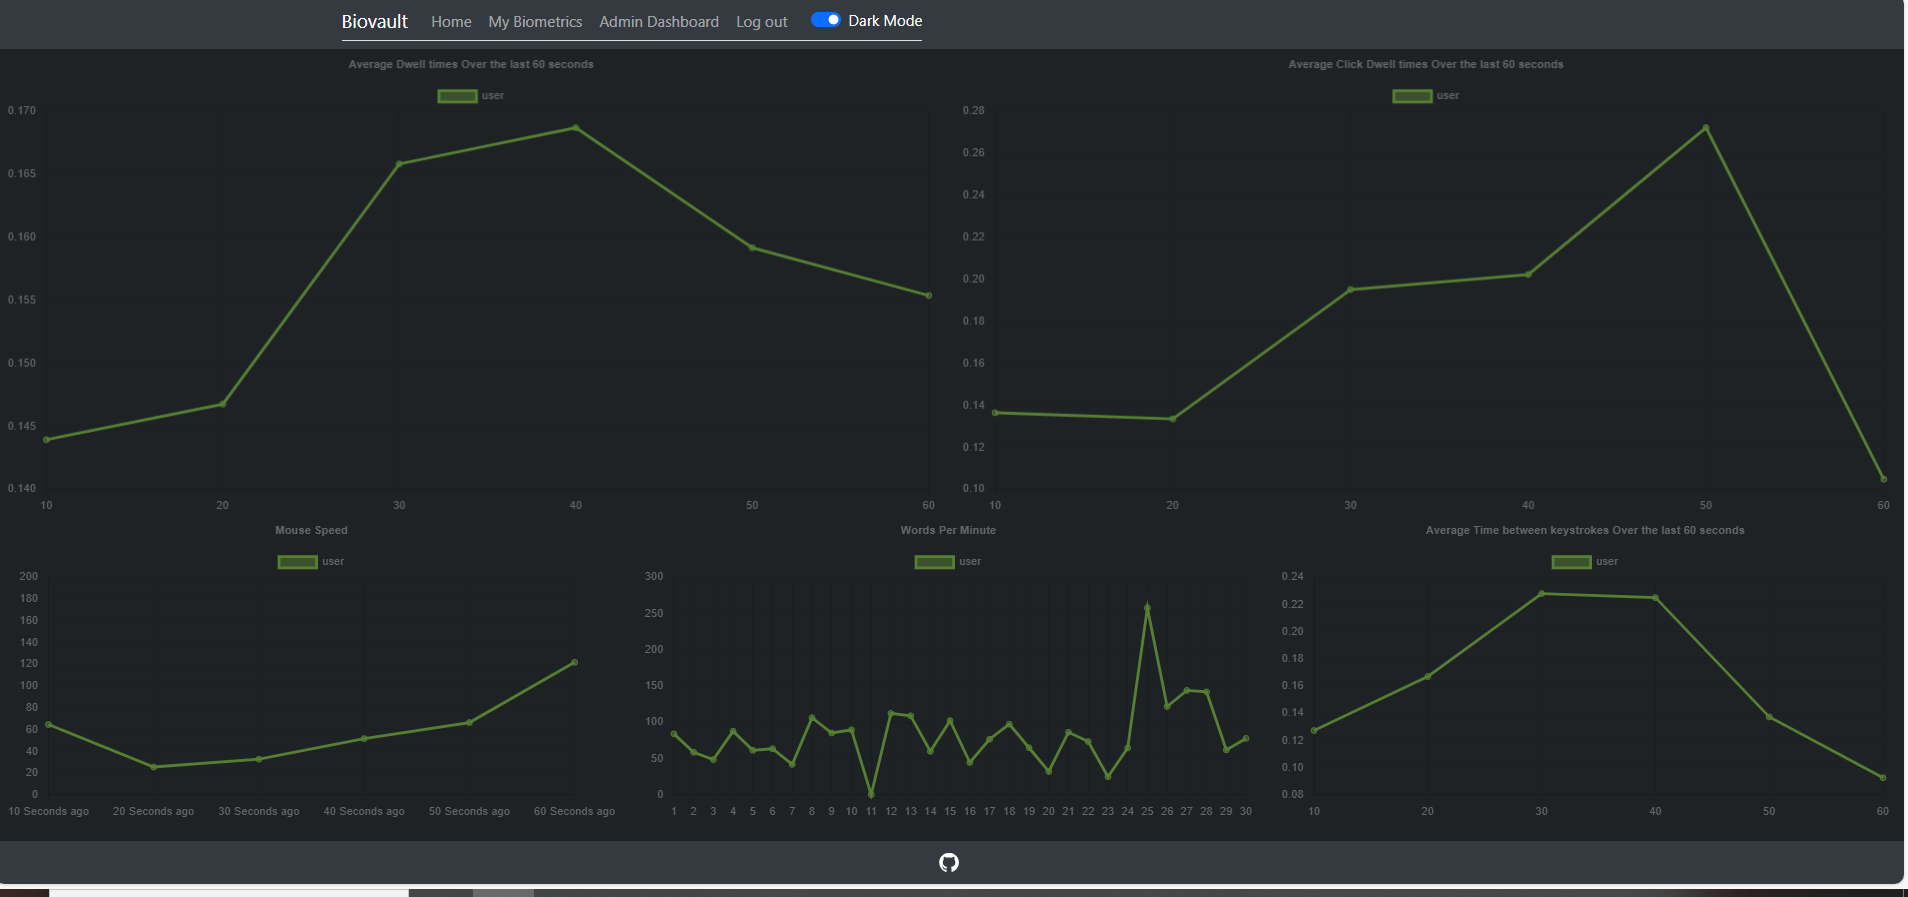 Biovault Home My Biometrics Admin Dashboard Log out Dark Mode
Average Dwell times Over the last 60 seconds
user
0.170
0.165
0.160
0.155
0.150
0.145
0.140
10 20 30 40 50 60
Average Click Dwell times Over the last 60 seconds
user
0.28
0.26
0.24
0.22
0.20
0.18
0.16
0.14
0.12
0.10
10 20 30 40 50 60
Mouse Speed
user
200
180
160
140
120
100
80
60
40
20
0
10 Seconds ago 20 Seconds ago 30 Seconds ago 40 Seconds ago 50 Seconds ago 60 Seconds ago
Words Per Minute
user
300
250
200
150
100
50
0
1 2 3 4 5 6 7 8 9 10 11 12 13 14 15 16 17 18 19 20 21 22 23 24 25 26 27 28 29 30
Average Time between keystrokes Over the last 60 seconds
user
0.24
0.22
0.20
0.18
0.16
0.14
0.12
0.10
0.08
10 20 30 40 50 60